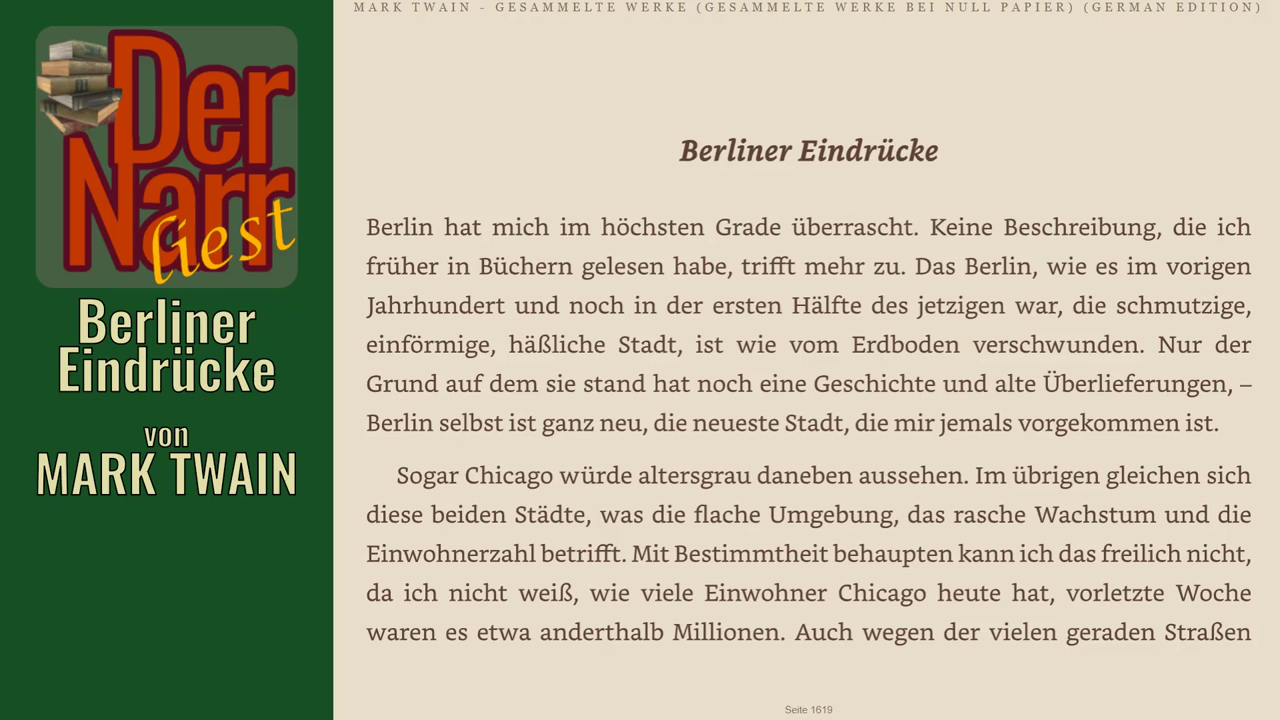 MARK TWAIN - GESAMMELTE WERKE (GESAMMELTE WERKE BEI NULL PAPIER) (GERMAN EDITION)
Der
Narr
liest
Berliner
Eindrücke
von
MARK TWAIN
Berliner Eindrücke
Berlin hat mich im höchsten Grade überrascht. Keine Beschreibung, die ich
früher in Büchern gelesen habe, trifft mehr zu. Das Berlin, wie es im vorigen
Jahrhundert und noch in der ersten Hälfte des jetzigen war, die schmutzige,
einförmige, häßliche Stadt, ist wie vom Erdboden verschwunden. Nur der
Grund auf dem sie stand hat noch eine Geschichte und alte Überlieferungen, –
Berlin selbst ist ganz neu, die neueste Stadt, die mir jemals vorgekommen ist.
Sogar Chicago würde altersgrau daneben aussehen. Im übrigen gleichen sich
diese beiden Städte, was die flache Umgebung, das rasche Wachstum und die
Einwohnerzahl betrifft. Mit Bestimmtheit behaupten kann ich das freilich nicht,
da ich nicht weiß, wie viele Einwohner Chicago heute hat, vorletzte Woche
waren es etwa anderthalb Millionen. Auch wegen der vielen geraden Straßen
Seite 1619